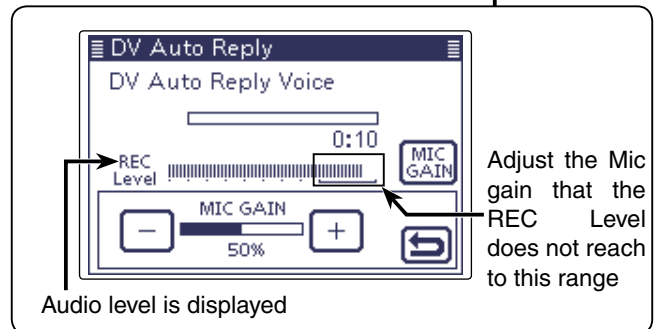 DV Auto Reply
DV Auto Reply Voice
0:10
REC
Level
MIC
GAIN
MIC GAIN
−
+
50%
Adjust the Mic
gain that the
REC Level
does not reach
to this range
Audio level is displayed